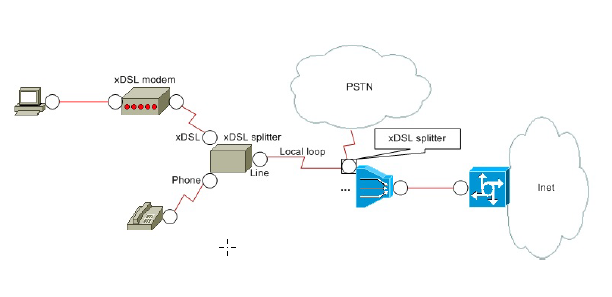 xDSL modem
PSTN
xDSL
xDSL splitter
xDSL splitter
Local loop
Line
Phone
...
Inet